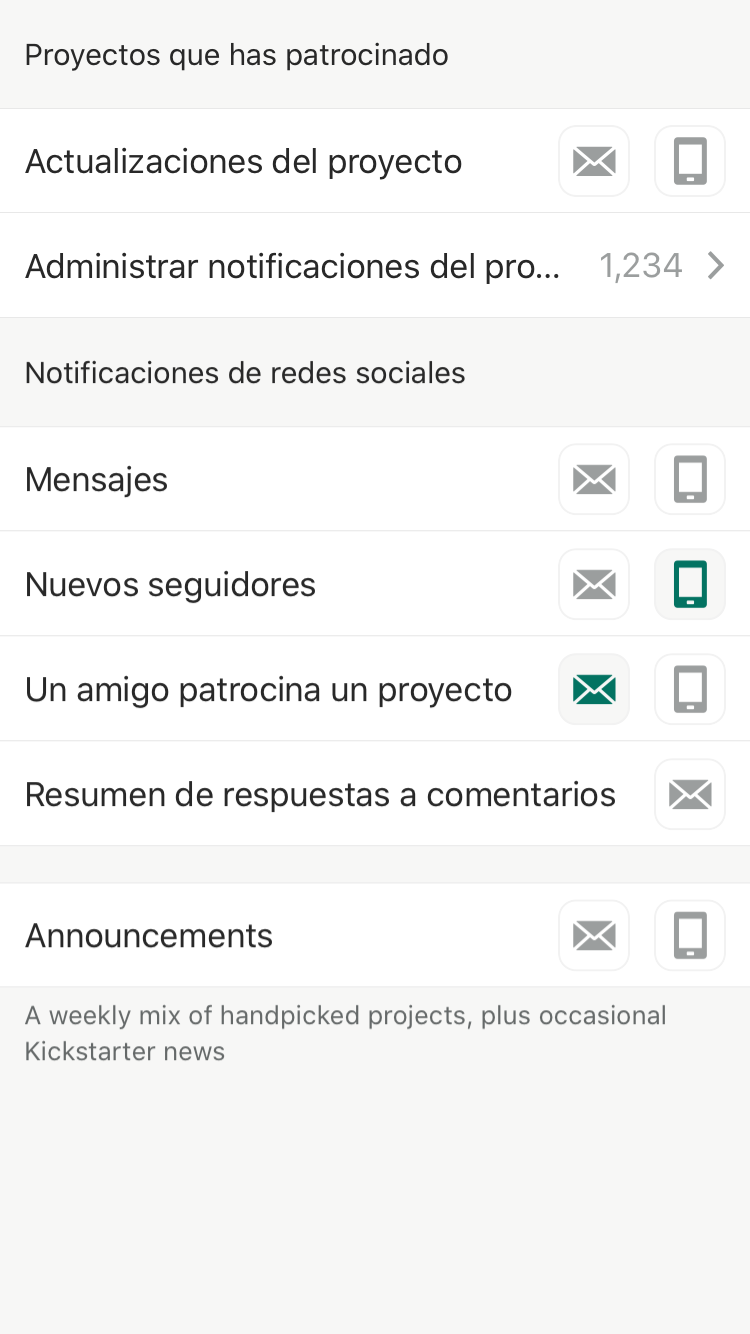 Proyectos que has patrocinado
Actualizaciones del proyecto
Administrar notificaciones del pro... 1,234
Notificaciones de redes sociales
Mensajes
Nuevos seguidores
Un amigo patrocina un proyecto
Resumen de respuestas a comentarios
Announcements
A weekly mix of handpicked projects, plus occasional
Kickstarter news